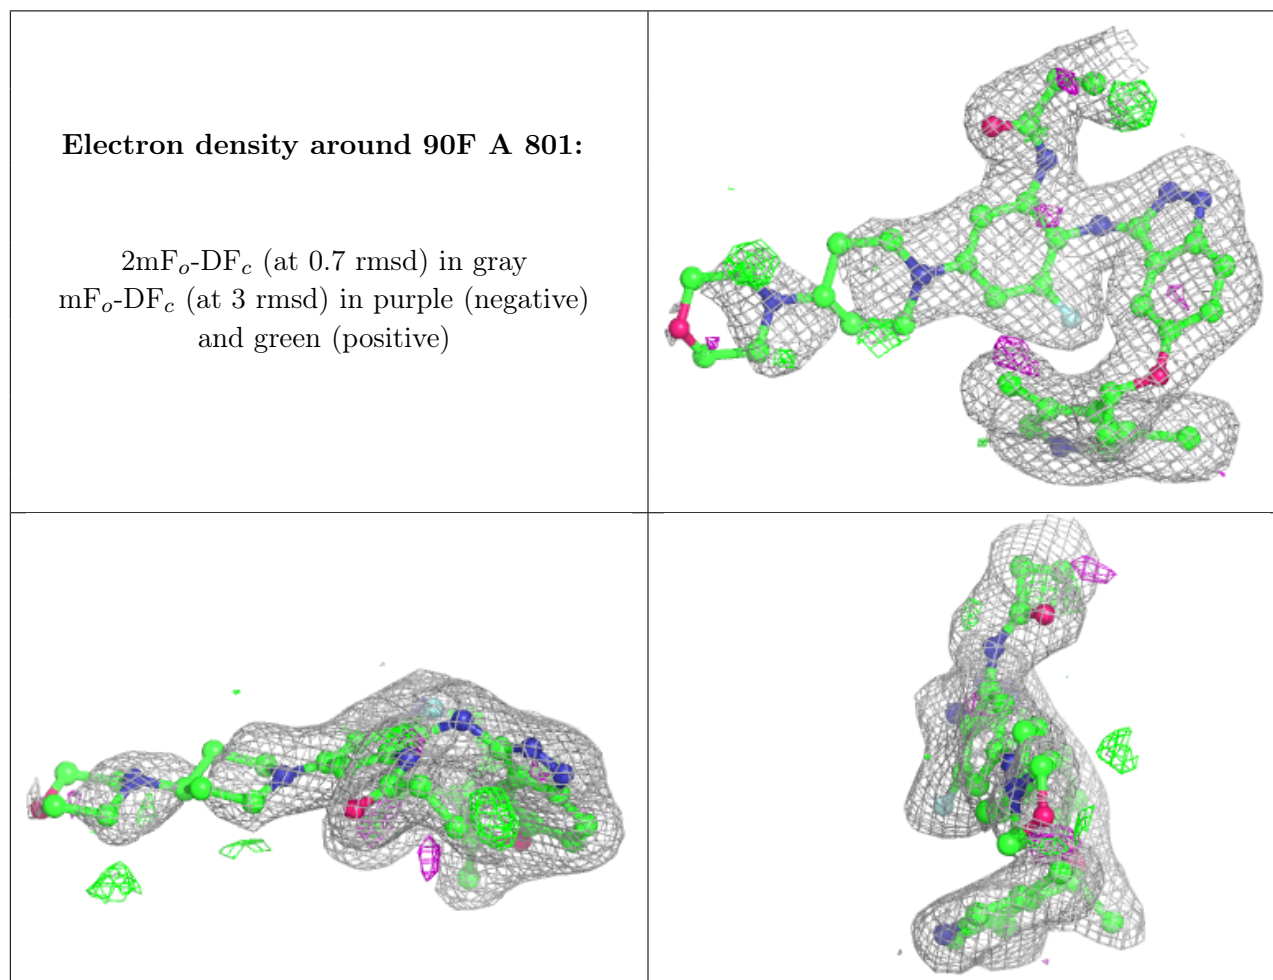 Electron density around 90F A 801:
2mFo-DFc (at 0.7 rmsd) in gray
mFo-DFc (at 3 rmsd) in purple (negative)
and green (positive)